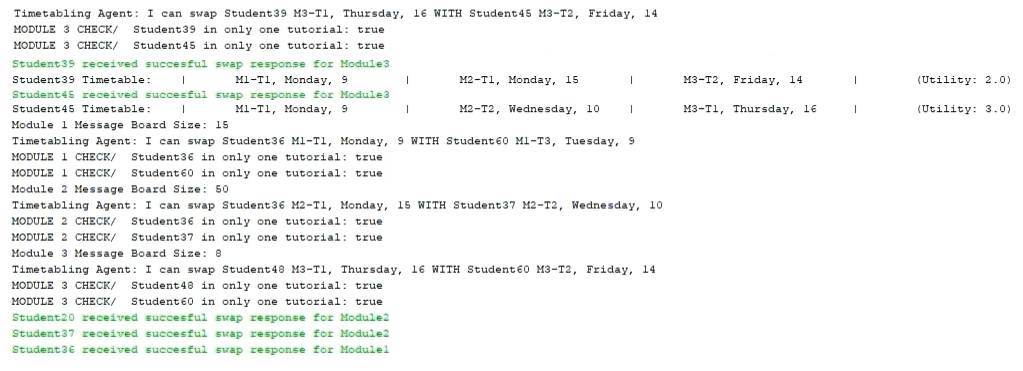 Timetabling Agent: I can swap Student39 M3-T1, Thursday, 16 WITH Student45 M3-T2, Friday, 14
MODULE 3 CHECK/  Student39 in only one tutorial: true
MODULE 3 CHECK/  Student45 in only one tutorial: true
Student39 received succesful swap response for Module3
Student39 Timetable:    |    M1-T1, Monday, 9    |    M2-T1, Monday, 15    |    M3-T2, Friday, 14    |    (Utility: 2.0)
Student45 received succesful swap response for Module3
Student45 Timetable:    |    M1-T1, Monday, 9    |    M2-T2, Wednesday, 10    |    M3-T1, Thursday, 16    |    (Utility: 3.0)
Module 1 Message Board Size: 15
Timetabling Agent: I can swap Student36 M1-T1, Monday, 9 WITH Student60 M1-T3, Tuesday, 9
MODULE 1 CHECK/  Student36 in only one tutorial: true
MODULE 1 CHECK/  Student60 in only one tutorial: true
Module 2 Message Board Size: 50
Timetabling Agent: I can swap Student36 M2-T1, Monday, 15 WITH Student37 M2-T2, Wednesday, 10
MODULE 2 CHECK/  Student36 in only one tutorial: true
MODULE 2 CHECK/  Student37 in only one tutorial: true
Module 3 Message Board Size: 8
Timetabling Agent: I can swap Student48 M3-T1, Thursday, 16 WITH Student60 M3-T2, Friday, 14
MODULE 3 CHECK/  Student48 in only one tutorial: true
MODULE 3 CHECK/  Student60 in only one tutorial: true
Student20 received succesful swap response for Module2
Student37 received succesful swap response for Module2
Student36 received succesful swap response for Module1